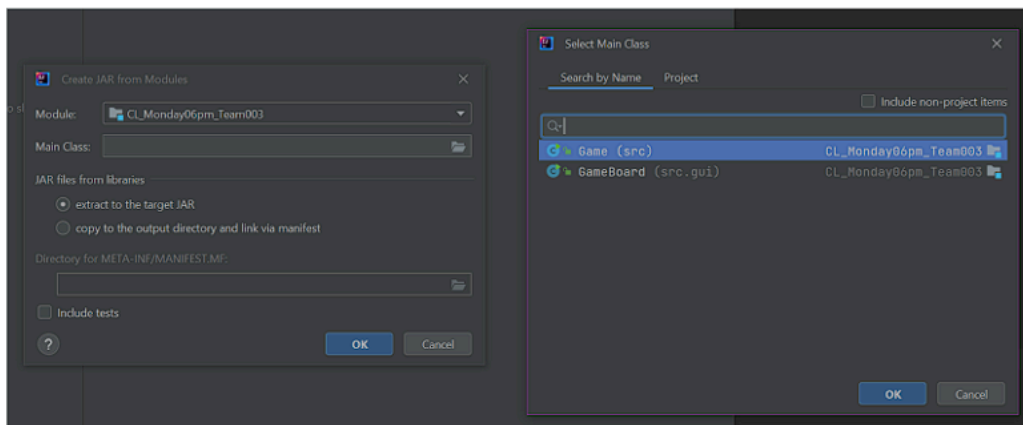 Create JAR from Modules
Module: CL_Monday06pm_Team003
Main Class:
JAR files from libraries
extract to the target JAR
copy to the output directory and link via manifest
Directory for META-INF/MANIFEST.MF:
Include tests
? OK Cancel
Select Main Class
Search by Name Project
Include non-project items
Game (src) CL_Monday06pm_Team003
GameBoard (src.gui) CL_Monday06pm_Team003
OK Cancel